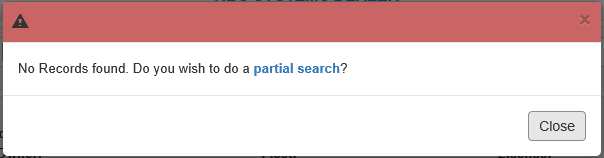 No Records found. Do you wish to do a partial search?
Close